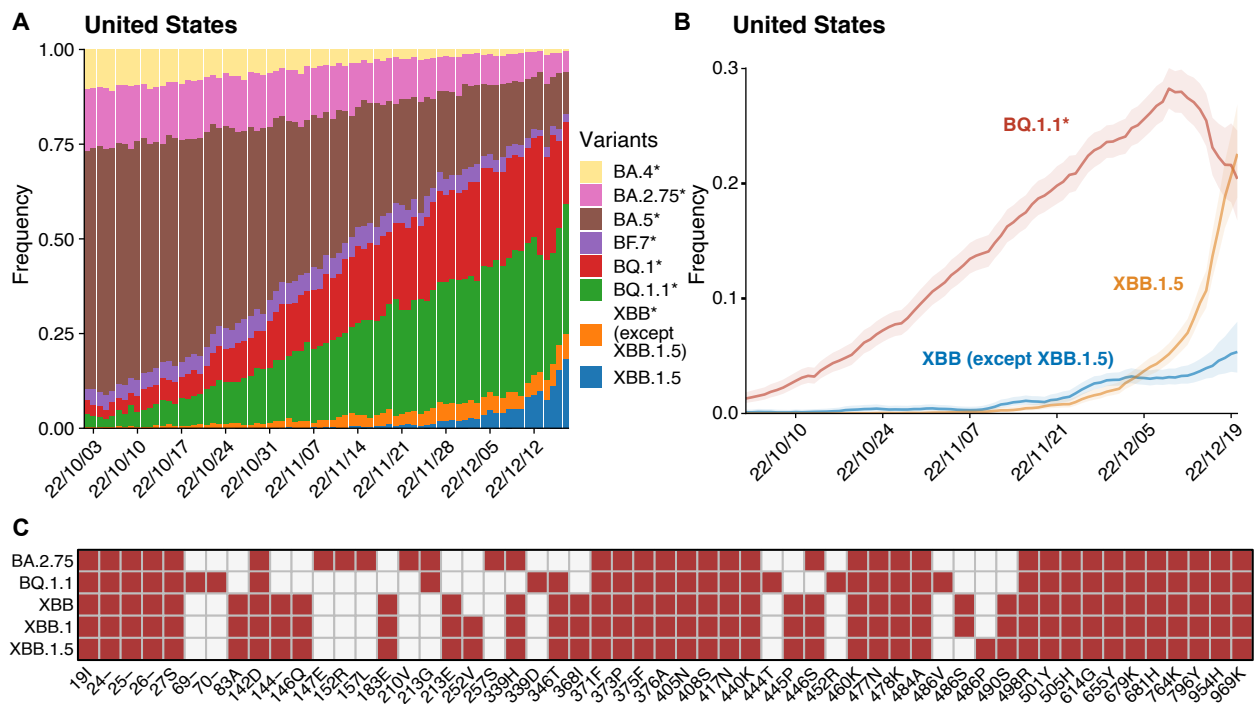 A
United States
1.00
0.75
0.50
0.25
0.00
Frequency
22/10/03
22/10/10
22/10/17
22/10/24
22/10/31
22/11/07
22/11/14
22/11/21
22/11/28
22/12/05
22/12/12
Variants
BA.4*
BA.2.75*
BA.5*
BF.7*
BQ.1*
BQ.1.1*
XBB*
(except
XBB.1.5)
XBB.1.5
B
United States
0.3
0.2
0.1
0.0
Frequency
BQ.1.1*
XBB.1.5
XBB (except XBB.1.5)
22/10/10
22/10/24
22/11/07
22/11/21
22/12/05
22/12/19
C
BA.2.75
BQ.1.1
XBB
XBB.1
XBB.1.5
19I
24–
25–
26–
27S
69–
70–
83A
142D
144–
146Q
147E
152R
157L
183E
210V
213G
213E
252V
257S
339H
339D
346T
368I
371F
373P
375F
376A
405N
408S
417N
440K
444T
445P
446S
452R
460K
477N
478K
484A
486V
486S
486P
490S
498R
501Y
505H
614G
655Y
679K
681H
764K
796Y
954H
969K